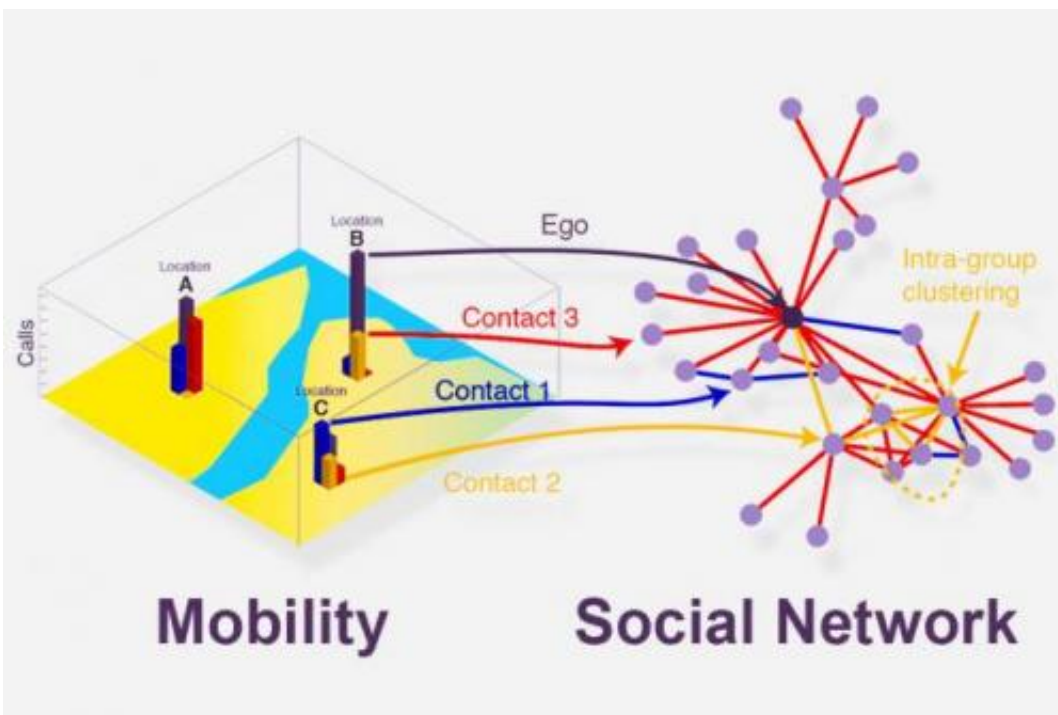 Location
B
Ego
Location
A
Intra-group
clustering
Contact 3
Calls
Contact 1
Location
C
Contact 2
Mobility
Social Network